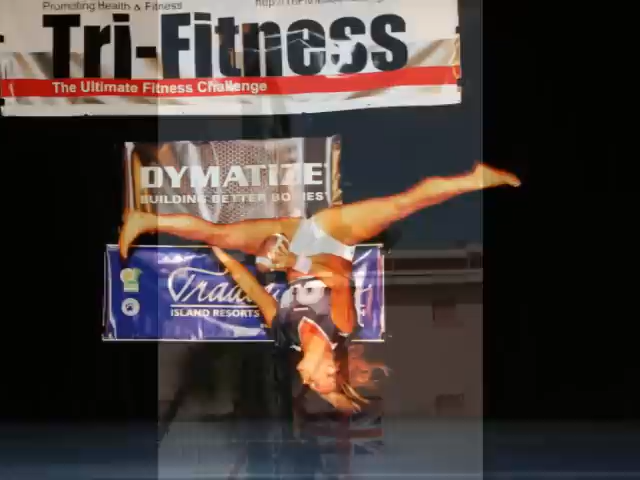 Promoting Health & Fitness
Tri-Fitness
The Ultimate Fitness Challenge
DYMATIZE
BUILDING BETTER BODIES
ISLAND RESORTS